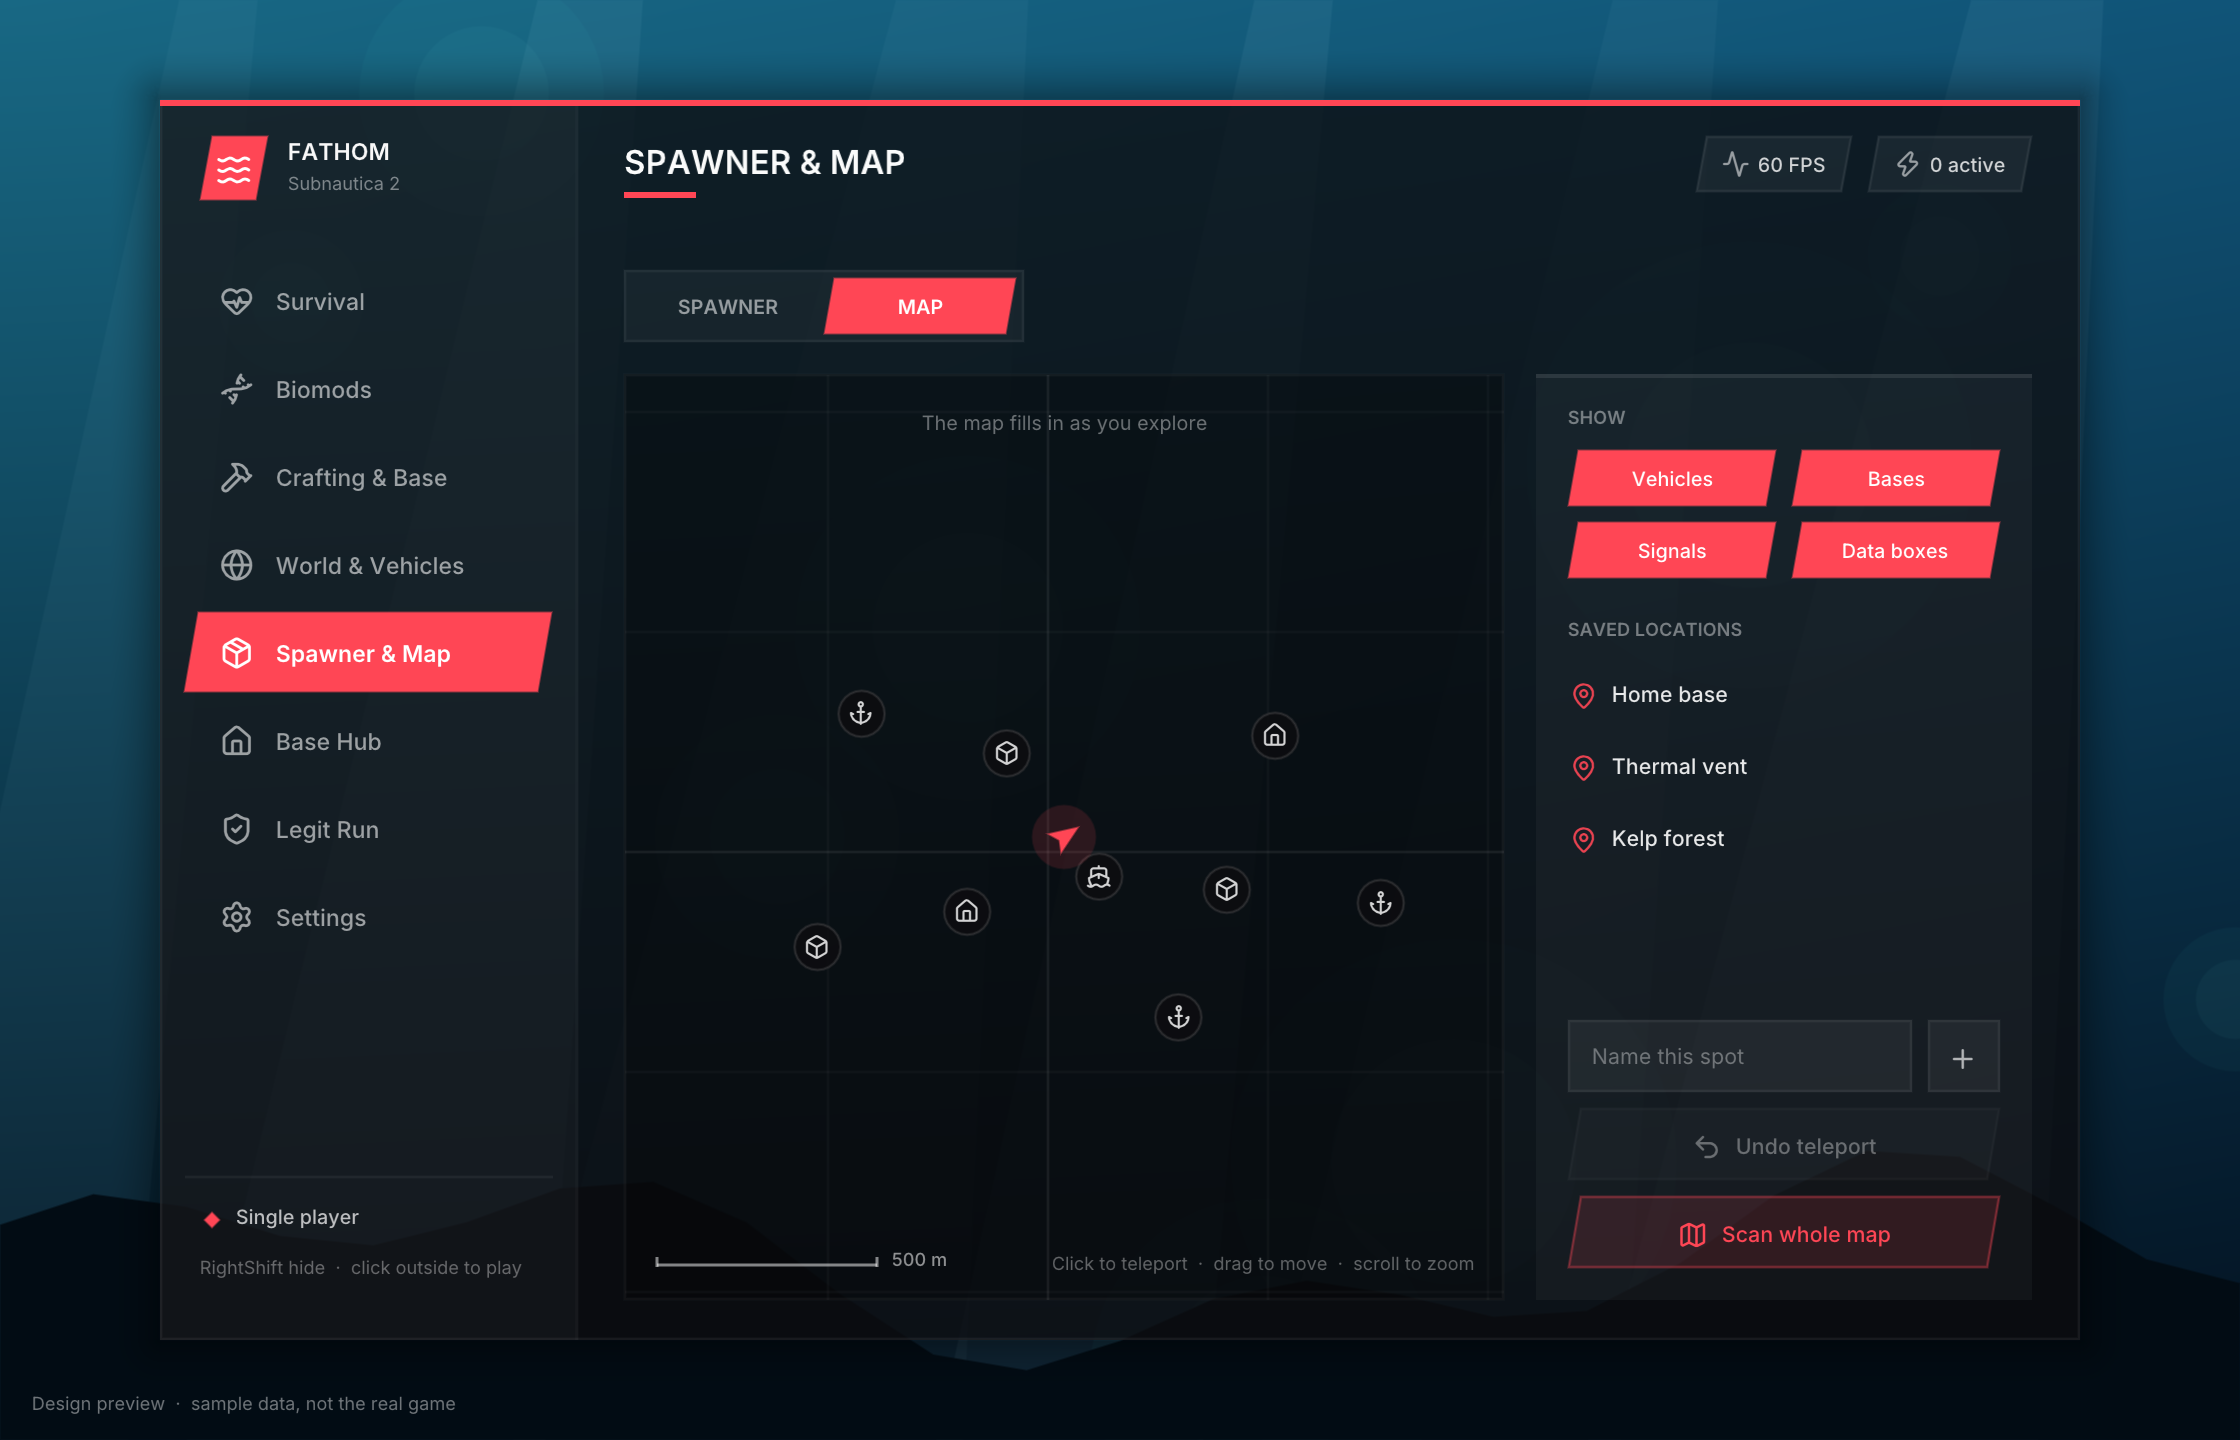 FATHOM
Subnautica 2
SPAWNER & MAP
60 FPS
0 active
Survival
Biomods
Crafting & Base
World & Vehicles
Spawner & Map
Base Hub
Legit Run
Settings
Single player
RightShift hide · click outside to play
SPAWNER
MAP
The map fills in as you explore
500 m
Click to teleport · drag to move · scroll to zoom
SHOW
Vehicles
Bases
Signals
Data boxes
SAVED LOCATIONS
Home base
Thermal vent
Kelp forest
Name this spot
+
Undo teleport
Scan whole map
Design preview · sample data, not the real game